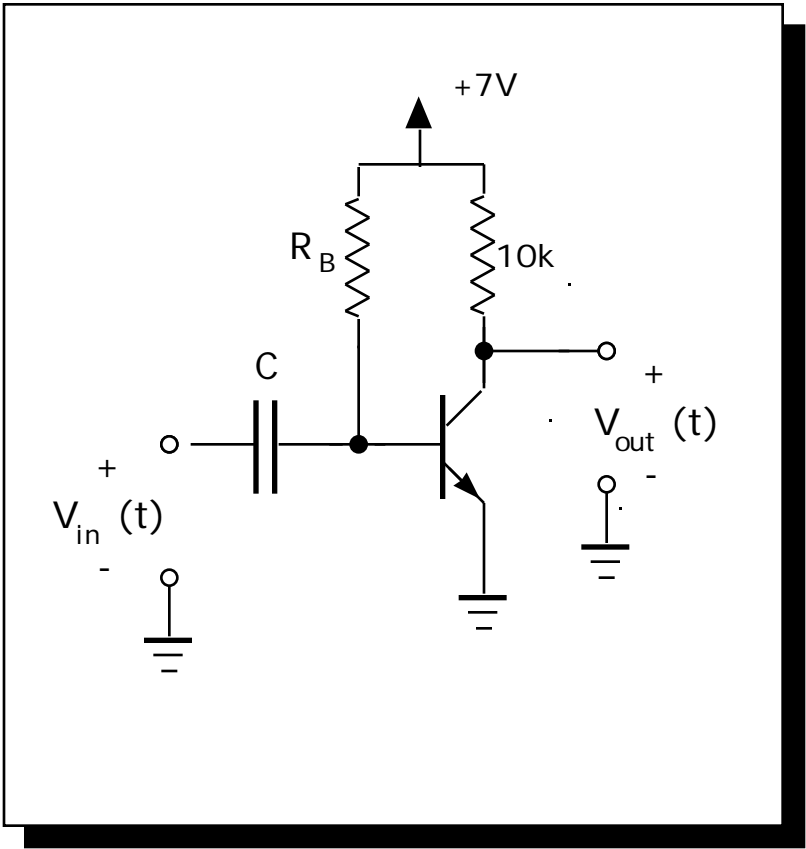 +7V
R B
10k
C
+
V out (t)
-
+
V in (t)
-